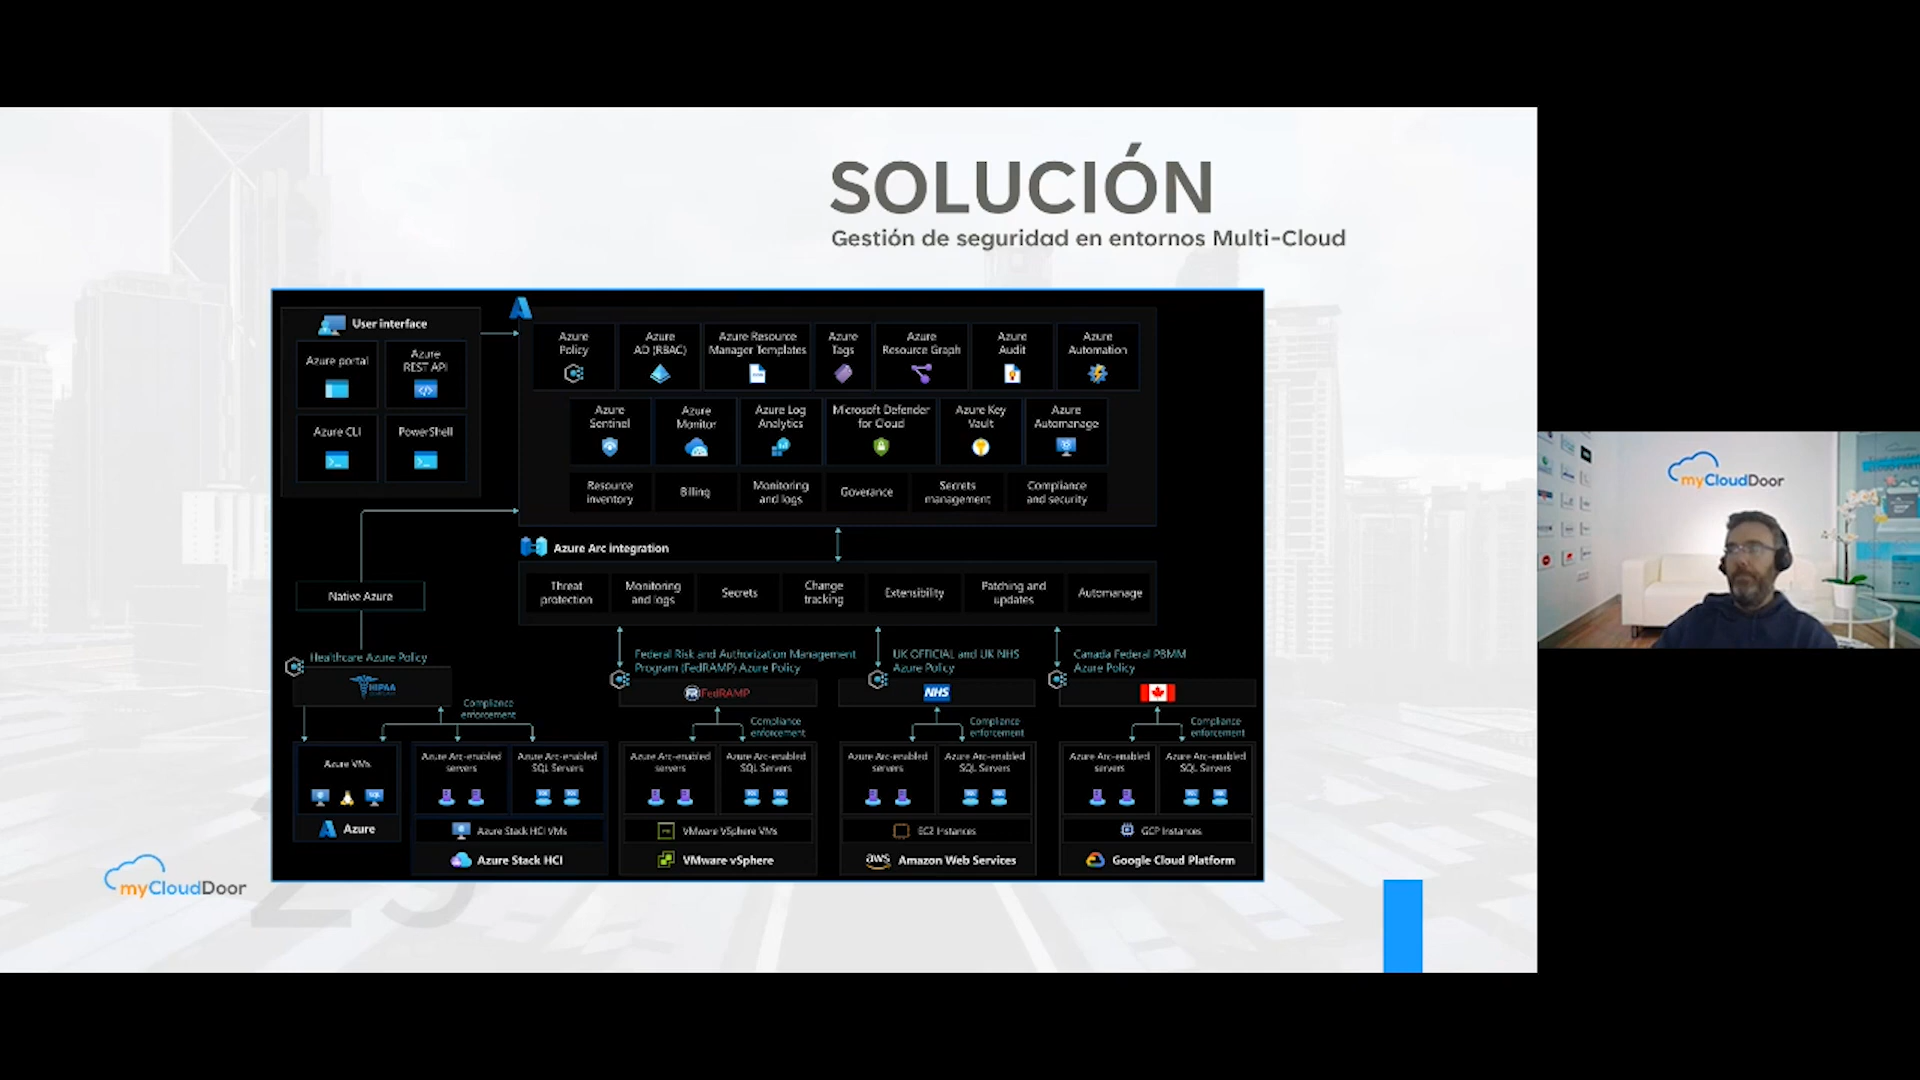 SOLUCIÓN
Gestión de seguridad en entornos Multi-Cloud
User interface
Azure portal
Azure
REST API
Azure CLI
PowerShell
Azure
Policy
Azure
AD (RBAC)
Azure Resource
Manager Templates
Azure
Tags
Azure
Resource Graph
Azure
Audit
Azure
Automation
Azure
Sentinel
Azure
Monitor
Azure Log
Analytics
Microsoft Defender
for Cloud
Azure Key
Vault
Azure
Automanage
Resource
inventory
Billing
Monitoring
and logs
Goverance
Secrets
management
Compliance
and security
Azure Arc integration
Threat
protection
Monitoring
and logs
Secrets
Change
tracking
Extensibility
Patching and
updates
Automanage
Native Azure
Healthcare Azure Policy
HIPAA
Compliance
enforcement
Federal Risk and Authorization Management
Program (FedRAMP) Azure Policy
FR FedRAMP
Compliance
enforcement
UK OFFICIAL and UK NHS
Azure Policy
NHS
Compliance
enforcement
Canada Federal PBMM
Azure Policy
Compliance
enforcement
Azure VMs
SQL
Azure
Azure Arc-enabled
servers
Azure Arc-enabled
SQL Servers
Azure Stack HCI VMs
Azure Stack HCI
Azure Arc-enabled
servers
Azure Arc-enabled
SQL Servers
VMware VSphere VMs
VMware vSphere
Azure Arc-enabled
servers
Azure Arc-enabled
SQL Servers
EC2 Instances
aws Amazon Web Services
Azure Arc-enabled
servers
Azure Arc-enabled
SQL Servers
GCP Instances
Google Cloud Platform
myCloudDoor
myCloudDoor